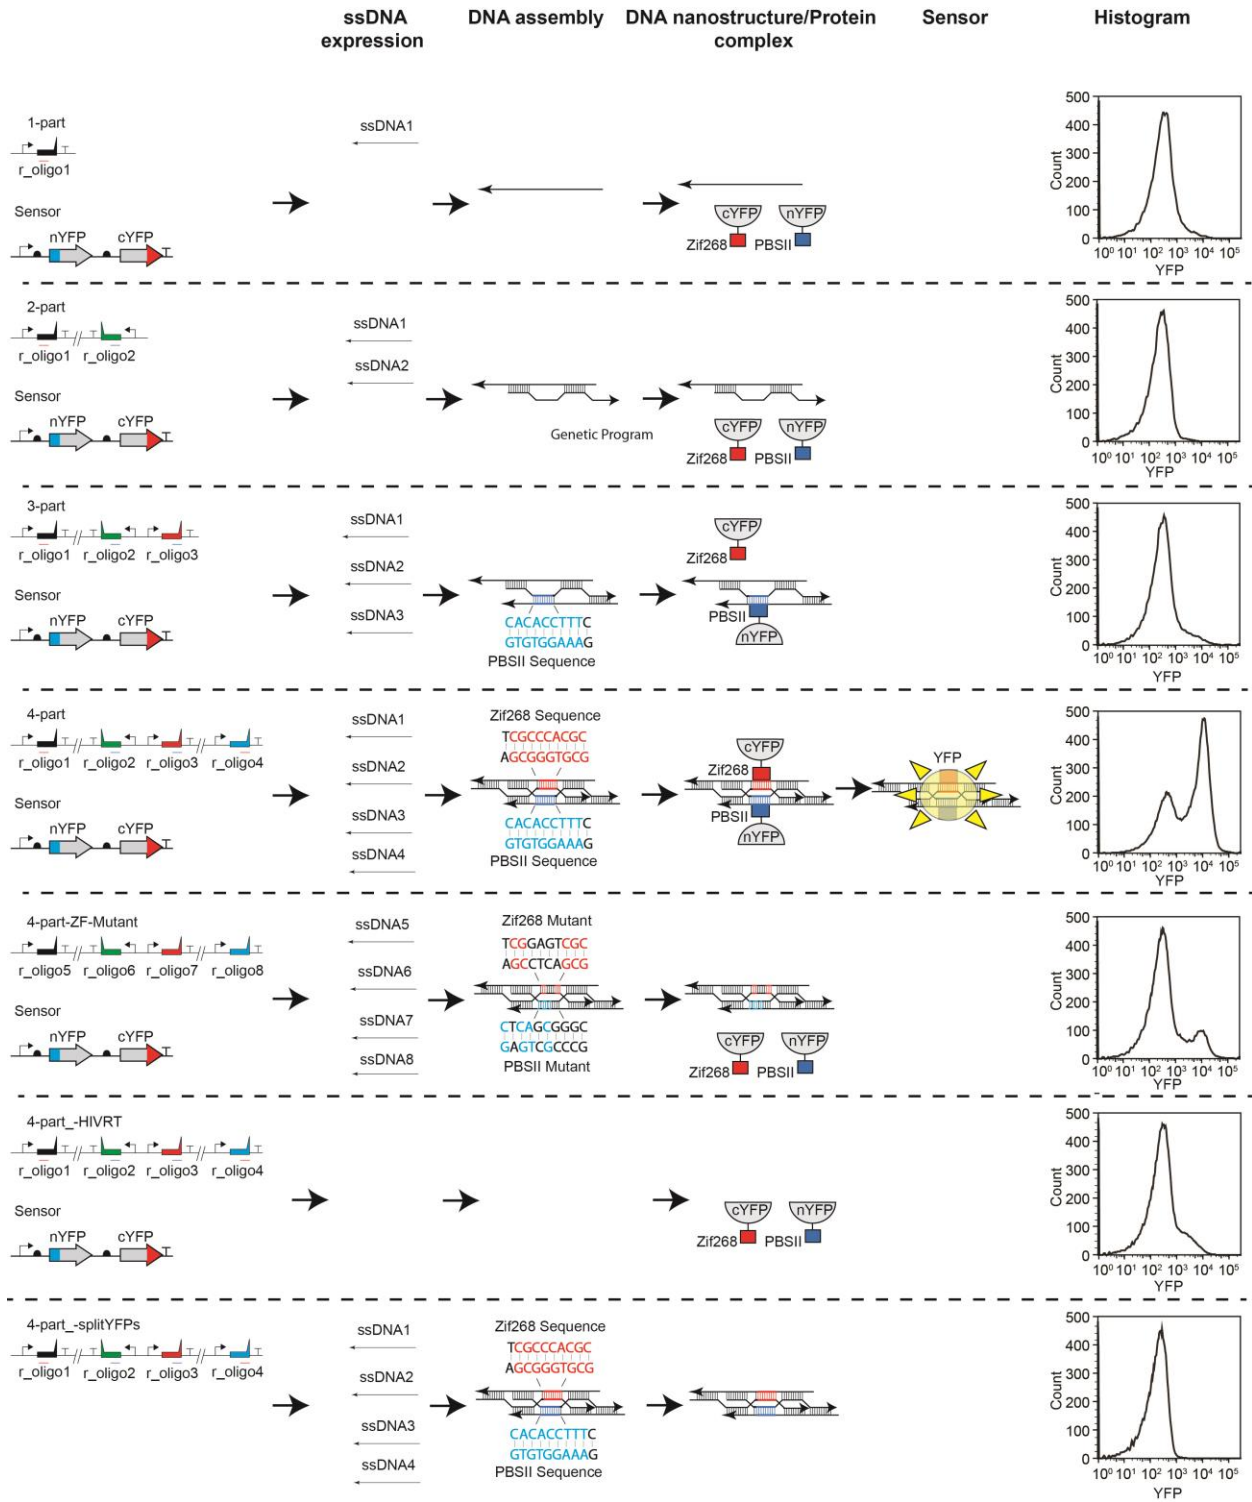 ssDNA expression
DNA assembly
DNA nanostructure/Protein complex
Sensor
Histogram
1-part
r_oligo1
Sensor
nYFP cYFP
ssDNA1
cYFP nYFP
Zif268 PBSII
500
400
300
200
100
0
Count
10⁰ 10¹ 10² 10³ 10⁴ 10⁵
YFP
2-part
r_oligo1 r_oligo2
Sensor
nYFP cYFP
ssDNA1
ssDNA2
Genetic Program
cYFP nYFP
Zif268 PBSII
500
400
300
200
100
0
Count
10⁰ 10¹ 10² 10³ 10⁴ 10⁵
YFP
3-part
r_oligo1 r_oligo2 r_oligo3
Sensor
nYFP cYFP
ssDNA1
ssDNA2
ssDNA3
CACACCTTTC
GTGTGGAAAG
PBSII Sequence
cYFP
Zif268
PBSII
nYFP
500
400
300
200
100
0
Count
10⁰ 10¹ 10² 10³ 10⁴ 10⁵
YFP
4-part
r_oligo1 r_oligo2 r_oligo3 r_oligo4
Sensor
nYFP cYFP
ssDNA1
ssDNA2
ssDNA3
ssDNA4
Zif268 Sequence
TCGCCCACGC
AGCGGGTGCG
CACACCTTTC
GTGTGGAAAG
PBSII Sequence
cYFP
Zif268
PBSII
nYFP
YFP
500
400
300
200
100
0
Count
10⁰ 10¹ 10² 10³ 10⁴ 10⁵
YFP
4-part-ZF-Mutant
r_oligo5 r_oligo6 r_oligo7 r_oligo8
Sensor
nYFP cYFP
ssDNA5
ssDNA6
ssDNA7
ssDNA8
Zif268 Mutant
TCGGAGTCGC
AGCCTCAGCG
CTCAGCGGGC
GAGTCGCCCG
PBSII Mutant
cYFP nYFP
Zif268 PBSII
500
400
300
200
100
0
Count
10⁰ 10¹ 10² 10³ 10⁴ 10⁵
YFP
4-part_-HIVRT
r_oligo1 r_oligo2 r_oligo3 r_oligo4
Sensor
nYFP cYFP
cYFP nYFP
Zif268 PBSII
500
400
300
200
100
0
Count
10⁰ 10¹ 10² 10³ 10⁴ 10⁵
YFP
4-part_-splitYFPs
r_oligo1 r_oligo2 r_oligo3 r_oligo4
ssDNA1
ssDNA2
ssDNA3
ssDNA4
Zif268 Sequence
TCGCCCACGC
AGCGGGTGCG
CACACCTTTC
GTGTGGAAAG
PBSII Sequence
500
400
300
200
100
0
Count
10⁰ 10¹ 10² 10³ 10⁴ 10⁵
YFP